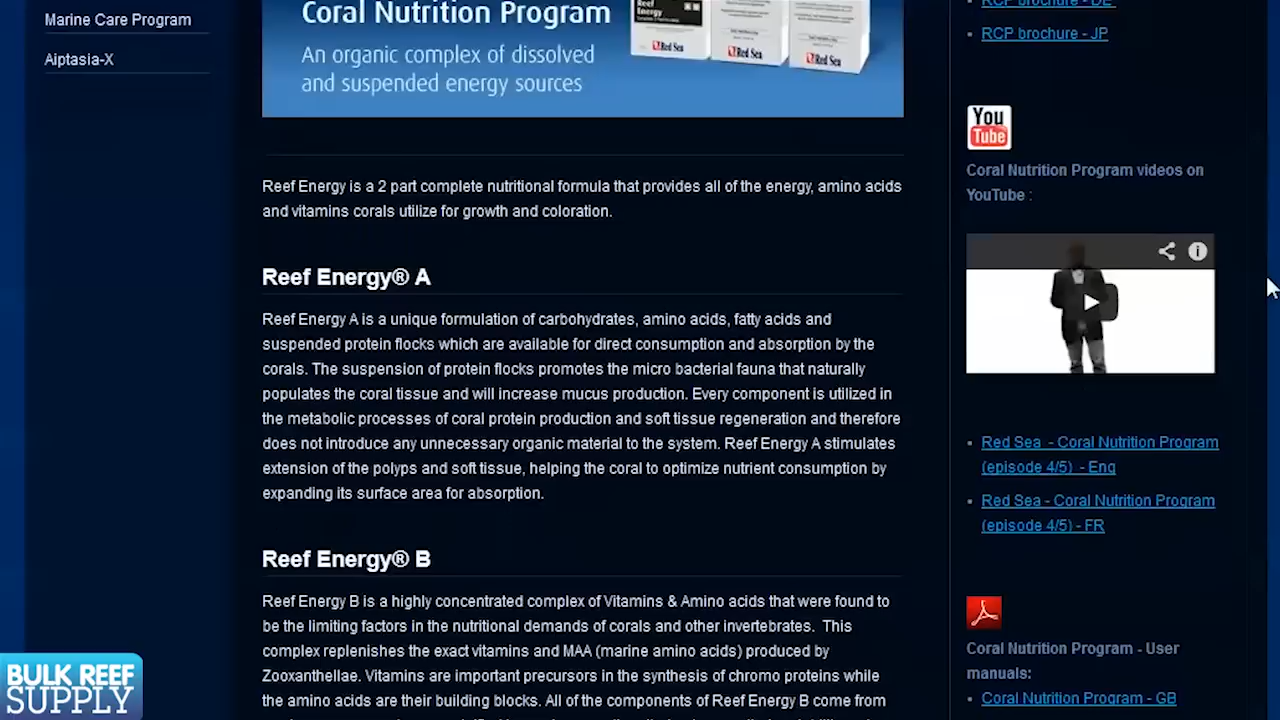 Marine Care Program
Aiptasia-X
Coral Nutrition Program
An organic complex of dissolved
and suspended energy sources
Reef
Energy
Red Sea
Red Sea
Red Sea
Reef Energy is a 2 part complete nutritional formula that provides all of the energy, amino acids
and vitamins corals utilize for growth and coloration.
Reef Energy® A
Reef Energy A is a unique formulation of carbohydrates, amino acids, fatty acids and
suspended protein flocks which are available for direct consumption and absorption by the
corals. The suspension of protein flocks promotes the micro bacterial fauna that naturally
populates the coral tissue and will increase mucus production. Every component is utilized in
the metabolic processes of coral protein production and soft tissue regeneration and therefore
does not introduce any unnecessary organic material to the system. Reef Energy A stimulates
extension of the polyps and soft tissue, helping the coral to optimize nutrient consumption by
expanding its surface area for absorption.
Reef Energy® B
Reef Energy B is a highly concentrated complex of Vitamins & Amino acids that were found to
be the limiting factors in the nutritional demands of corals and other invertebrates. This
complex replenishes the exact vitamins and MAA (marine amino acids) produced by
Zooxanthellae. Vitamins are important precursors in the synthesis of chromo proteins while
the amino acids are their building blocks. All of the components of Reef Energy B come from
RCP brochure - DE
RCP brochure - JP
You
Tube
Coral Nutrition Program videos on
YouTube :
Red Sea - Coral Nutrition Program
(episode 4/5) - Eng
Red Sea - Coral Nutrition Program
(episode 4/5) - FR
Coral Nutrition Program - User
manuals:
Coral Nutrition Program - GB
BULK REEF
SUPPLY